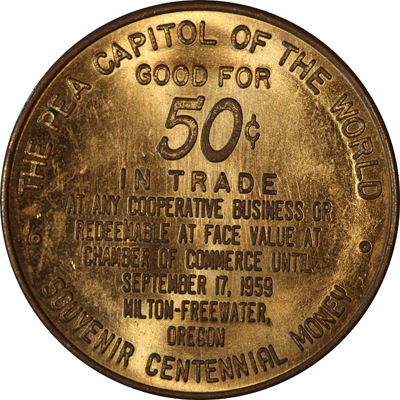 THE PEA CAPITOL OF THE WORLD
GOOD FOR
50¢
IN TRADE
AT ANY COOPERATIVE BUSINESS OR
REDEEMABLE AT FACE VALUE AT
CHAMBER OF COMMERCE UNTIL
SEPTEMBER 17, 1959
MILTON-FREEWATER,
OREGON
SOUVENIR CENTENNIAL MONEY